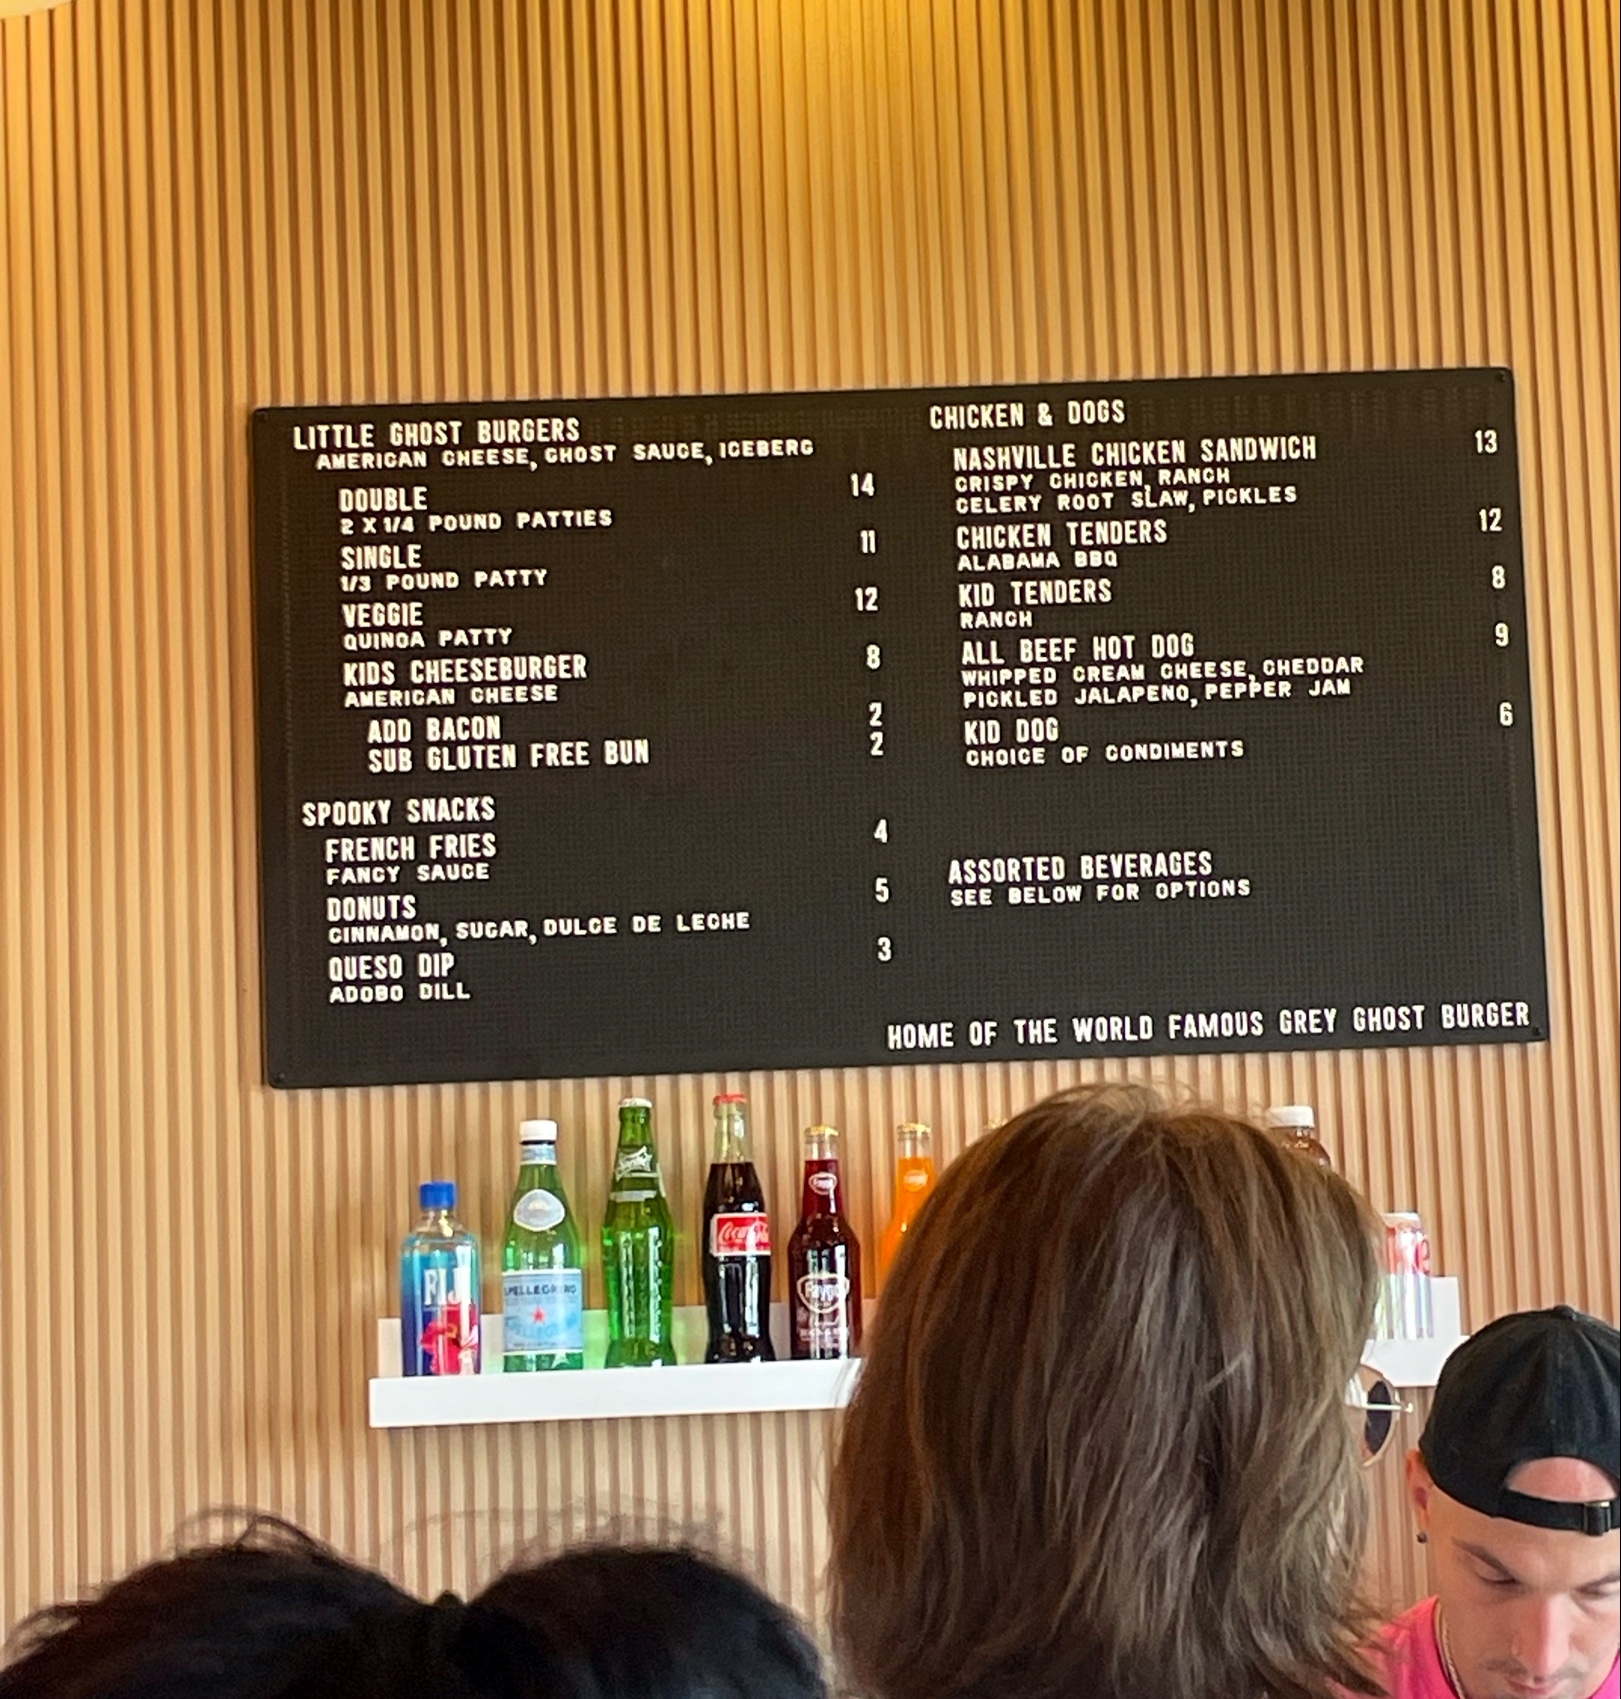 LITTLE GHOST BURGERS
AMERICAN CHEESE, GHOST SAUCE, ICEBERG
DOUBLE 14
2 X 1/4 POUND PATTIES
SINGLE 11
1/3 POUND PATTY
VEGGIE 12
QUINOA PATTY
KIDS CHEESEBURGER 8
AMERICAN CHEESE
ADD BACON 2
SUB GLUTEN FREE BUN 2
SPOOKY SNACKS
FRENCH FRIES 4
FANCY SAUCE
DONUTS 5
CINNAMON, SUGAR, DULCE DE LECHE
QUESO DIP 3
ADOBO DILL
CHICKEN & DOGS
NASHVILLE CHICKEN SANDWICH 13
CRISPY CHICKEN, RANCH
CELERY ROOT SLAW, PICKLES
CHICKEN TENDERS 12
ALABAMA BBQ
KID TENDERS 8
RANCH
ALL BEEF HOT DOG 9
WHIPPED CREAM CHEESE, CHEDDAR
PICKLED JALAPENO, PEPPER JAM
KID DOG 6
CHOICE OF CONDIMENTS
ASSORTED BEVERAGES
SEE BELOW FOR OPTIONS
HOME OF THE WORLD FAMOUS GREY GHOST BURGER
FIJI
S.PELLEGRINO
Sprite
Coca-Cola
Faygo